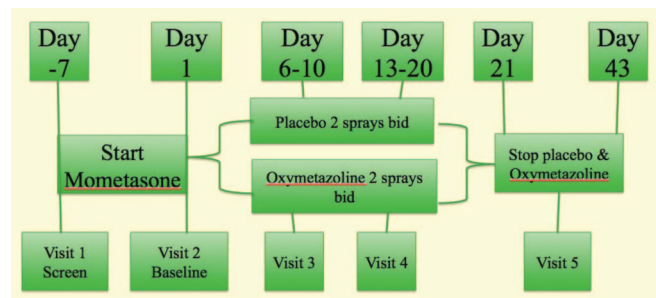 Day
-7
Day
1
Day
6-10
Day
13-20
Day
21
Day
43
Placebo 2 sprays bid
Start
Mometasone
Oxymetazoline 2 sprays
bid
Stop placebo &
Oxymetazoline
Visit 1
Screen
Visit 2
Baseline
Visit 3
Visit 4
Visit 5